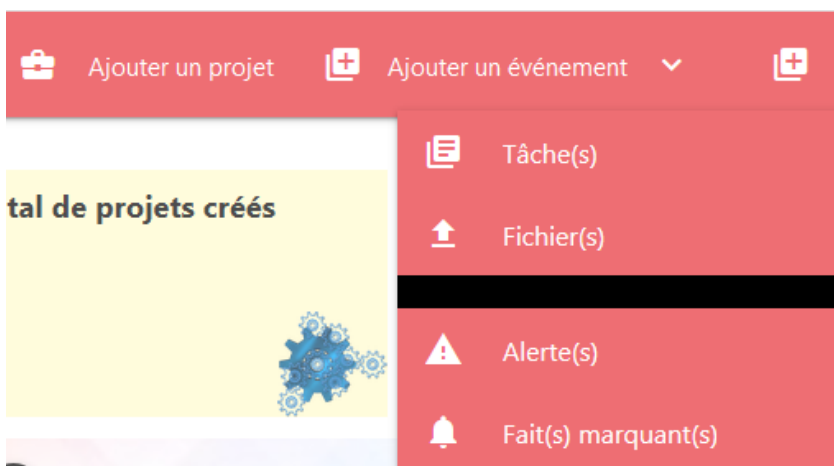 Ajouter un projet
Ajouter un événement
Tâche(s)
tal de projets créés
Fichier(s)
Alerte(s)
Fait(s) marquant(s)